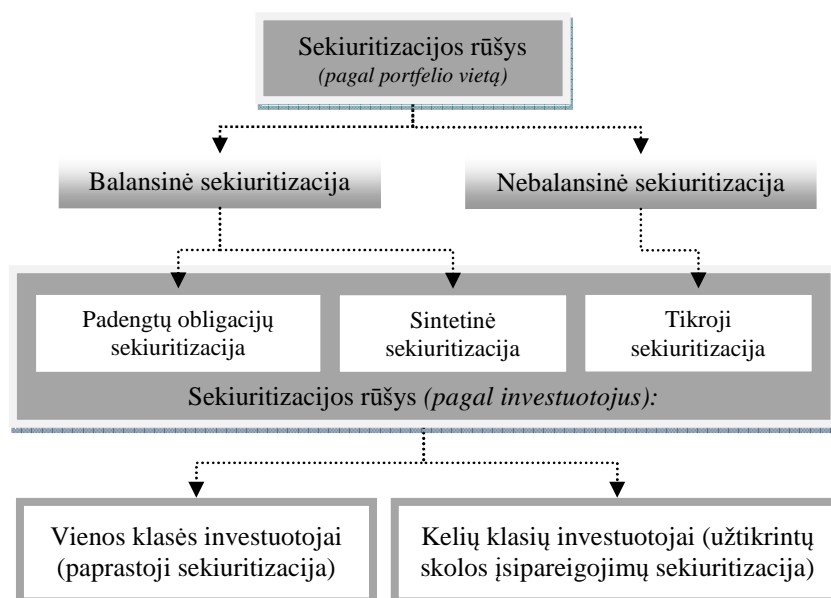 Sekiuritizacijos rūšys
(pagal portfelio vietą)
Balansinė sekiuritizacija
Nebalansinė sekiuritizacija
Padengtų obligacijų
sekiuritizacija
Sintetinė
sekiuritizacija
Tikroji
sekiuritizacija
Sekiuritizacijos rūšys (pagal investuotojus):
Vienos klasės investuotojai
(paprastoji sekiuritizacija)
Kelių klasių investuotojai (užtikrintų
skolos įsipareigojimų sekiuritizacija)